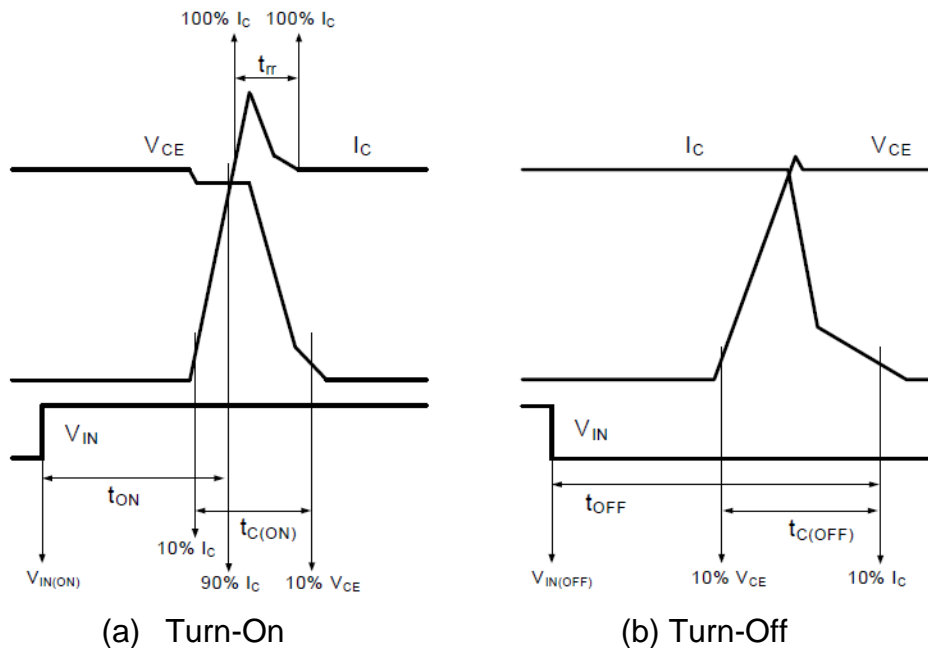 100% IC 100% IC
trr
VCE IC IC VCE
VIN VIN
tON tOFF
tC(ON) tC(OFF)
10% IC
VIN(ON) 90% IC 10% VCE VIN(OFF) 10% VCE 10% IC
(a) Turn-On (b) Turn-Off